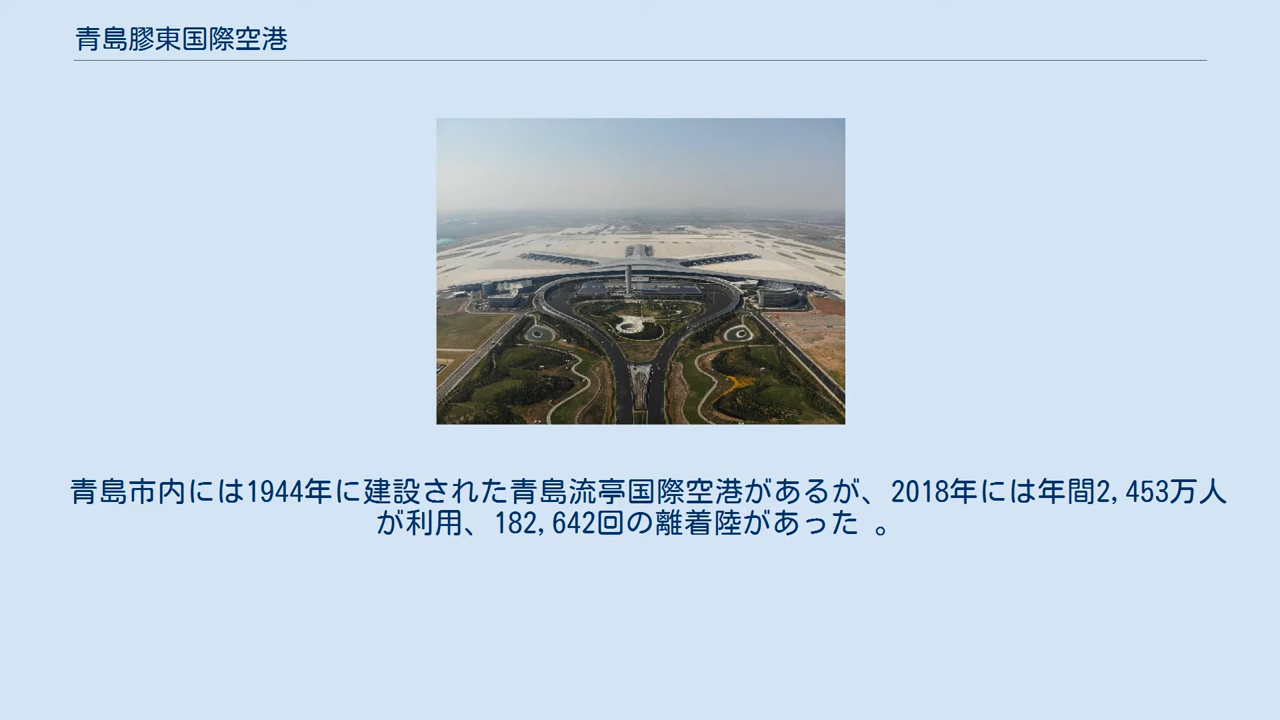 青島膠東国際空港
青島市内には1944年に建設された青島流亭国際空港があるが、2018年には年間2,453万人
が利用、182,642回の離着陸があった 。